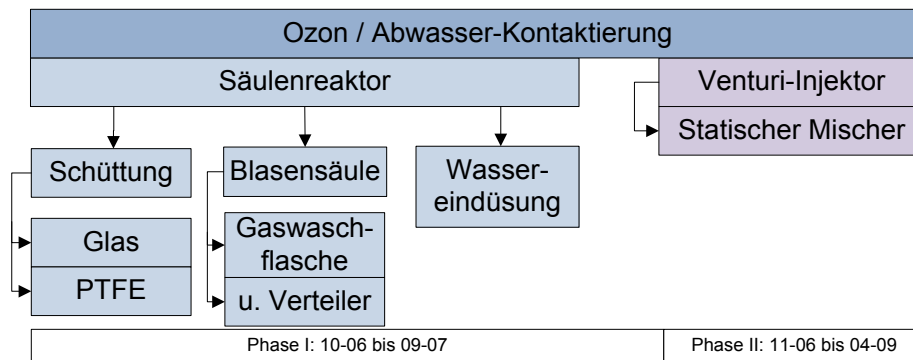 Ozon / Abwasser-Kontaktierung
Säulenreaktor
Venturi-Injektor
Statischer Mischer
Schüttung
Blasensäule
Wasser-
eindüsung
Glas
PTFE
Gaswasch-
flasche
u. Verteiler
Phase I: 10-06 bis 09-07
Phase II: 11-06 bis 04-09